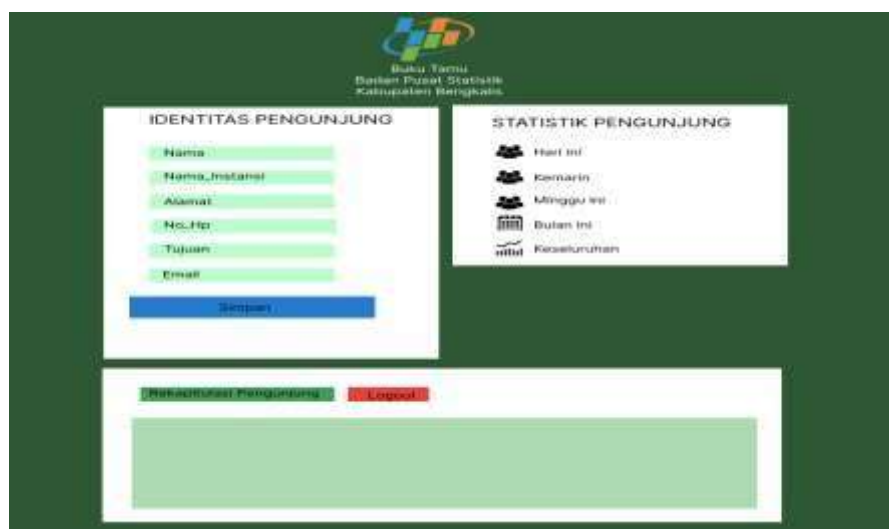 Buku Tamu
Badan Pusat Statistik
Kabupaten Bengkalis
IDENTITAS PENGUNJUNG
Nama
Nama_Instansi
Alamat
No_Hp
Tujuan
Email
Simpan
STATISTIK PENGUNJUNG
Hari Ini
Kemarin
Minggu Ini
Bulan Ini
Keseluruhan
Rekapitulasi Pengunjung
Logout